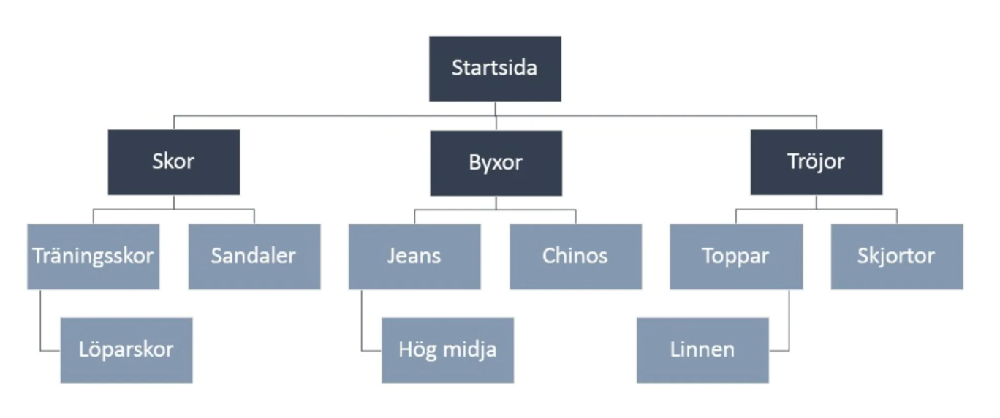 Startsida
Skor
Byxor
Tröjor
Träningsskor
Sandaler
Jeans
Chinos
Toppar
Skjortor
Löparskor
Hög midja
Linnen